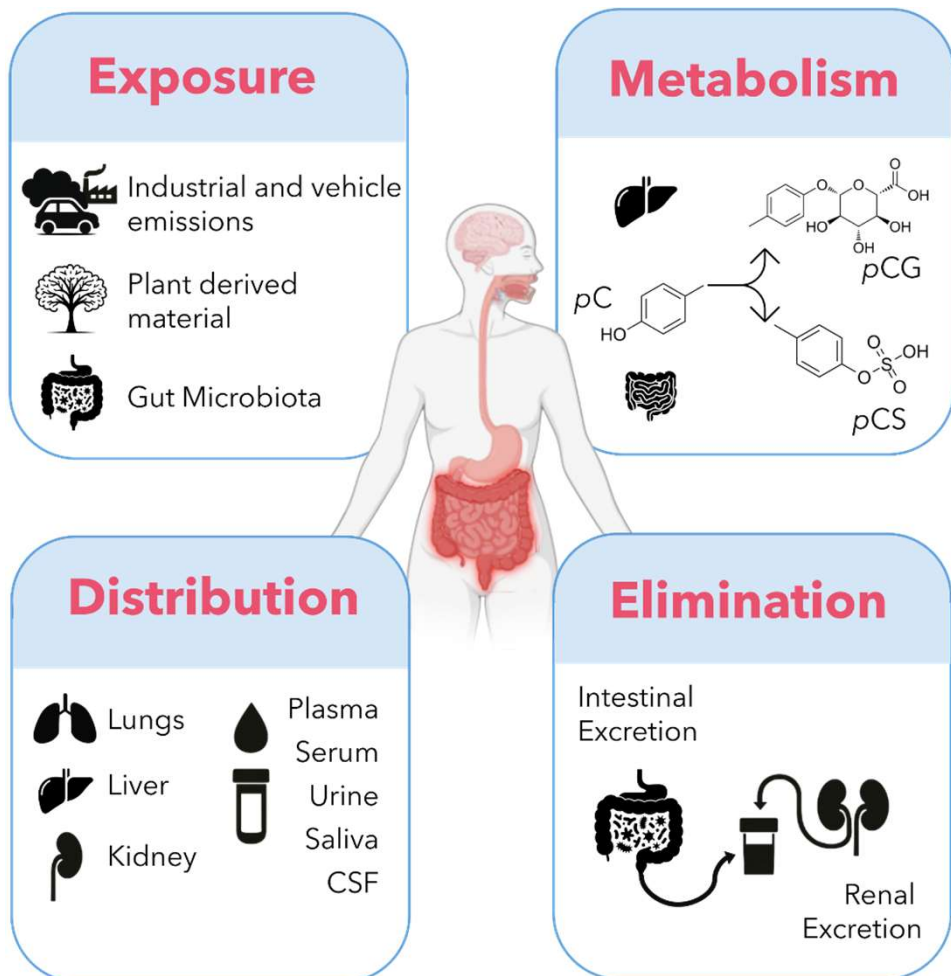 Exposure
Industrial and vehicle
emissions
Plant derived
material
Gut Microbiota
Metabolism
pC
HO
O
O
O
OH
HO
OH
OH
pCG
O
S
O
O
OH
pCS
Distribution
Lungs
Liver
Kidney
Plasma
Serum
Urine
Saliva
CSF
Elimination
Intestinal
Excretion
Renal
Excretion